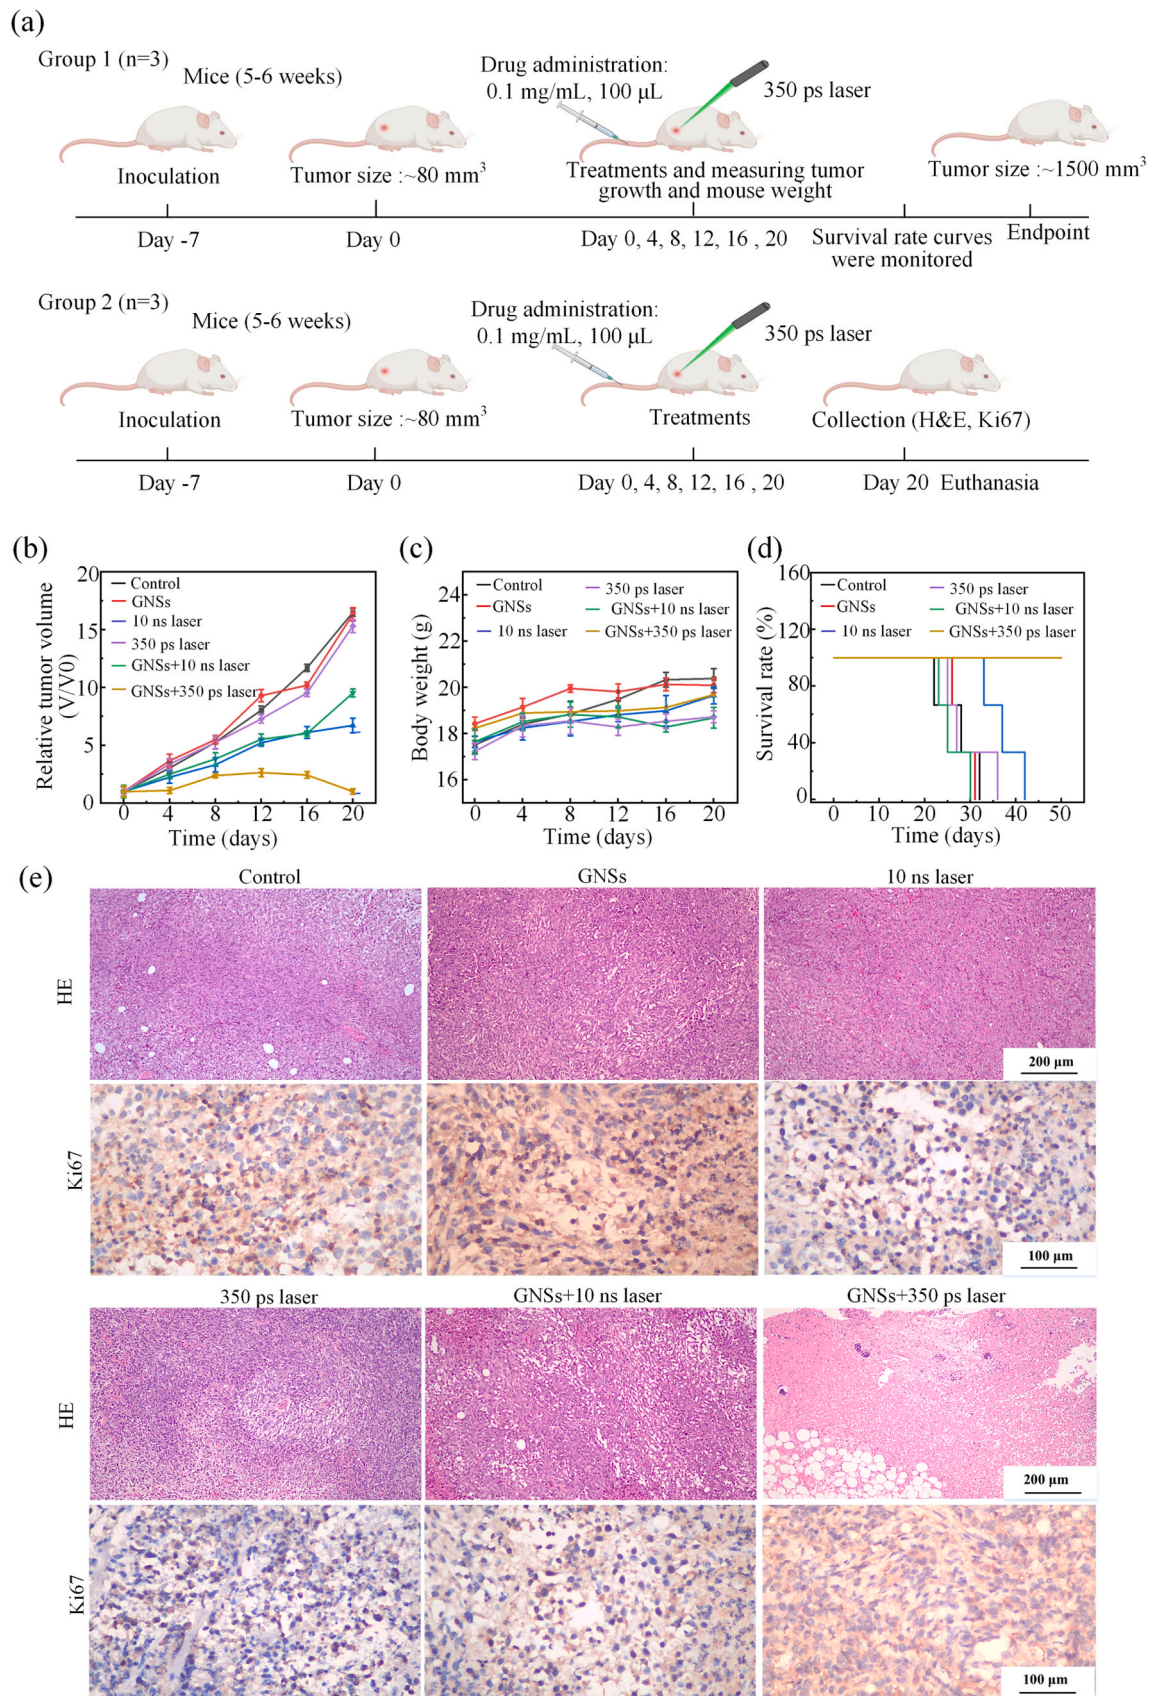 (a)
Group 1 (n=3)
Mice (5-6 weeks)
Drug administration:
0.1 mg/mL, 100 μL
350 ps laser
Inoculation
Tumor size :~80 mm³
Treatments and measuring tumor
growth and mouse weight
Tumor size :~1500 mm³
Day -7
Day 0
Day 0, 4, 8, 12, 16 , 20
Survival rate curves
were monitored
Endpoint
Group 2 (n=3)
Mice (5-6 weeks)
Drug administration:
0.1 mg/mL, 100 μL
350 ps laser
Inoculation
Tumor size :~80 mm³
Treatments
Collection (H&E, Ki67)
Day -7
Day 0
Day 0, 4, 8, 12, 16 , 20
Day 20 Euthanasia
(b)
Relative tumor volume
(V/V0)
20
15
10
5
0
Control
GNSs
10 ns laser
350 ps laser
GNSs+10 ns laser
GNSs+350 ps laser
0 4 8 12 16 20
Time (days)
(c)
Body weight (g)
24
22
20
18
16
Control
GNSs
10 ns laser
350 ps laser
GNSs+10 ns laser
GNSs+350 ps laser
0 4 8 12 16 20
Time (days)
(d)
Survival rate (%)
160
120
80
40
0
Control
GNSs
10 ns laser
350 ps laser
GNSs+10 ns laser
GNSs+350 ps laser
0 10 20 30 40 50
Time (days)
(e)
Control
GNSs
10 ns laser
HE
200 μm
Ki67
100 μm
350 ps laser
GNSs+10 ns laser
GNSs+350 ps laser
HE
200 μm
Ki67
100 μm